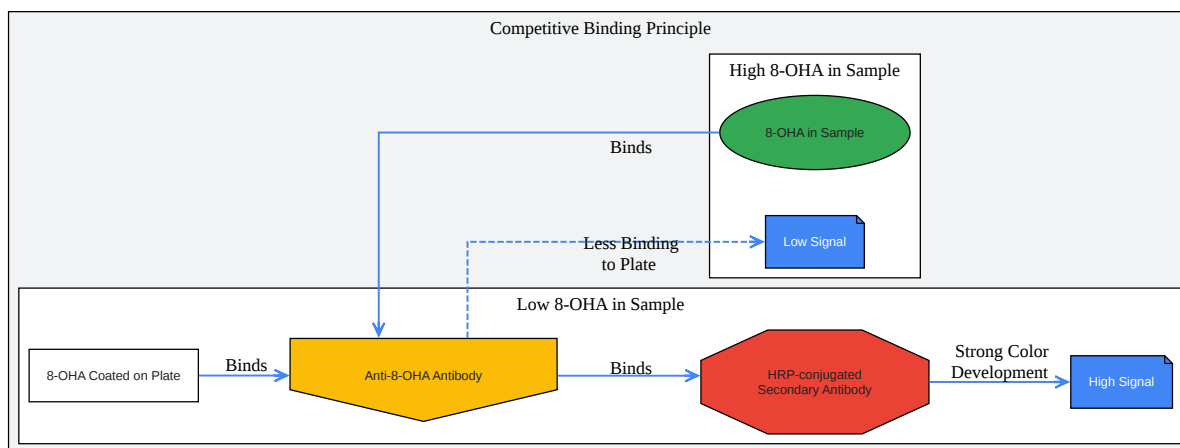 Competitive Binding Principle
High 8-OHA in Sample
8-OHA in Sample
Binds
Less Binding
to Plate
Low Signal
Low 8-OHA in Sample
8-OHA Coated on Plate
Binds
Anti-8-OHA Antibody
Binds
HRP-conjugated
Secondary Antibody
Strong Color
Development
High Signal